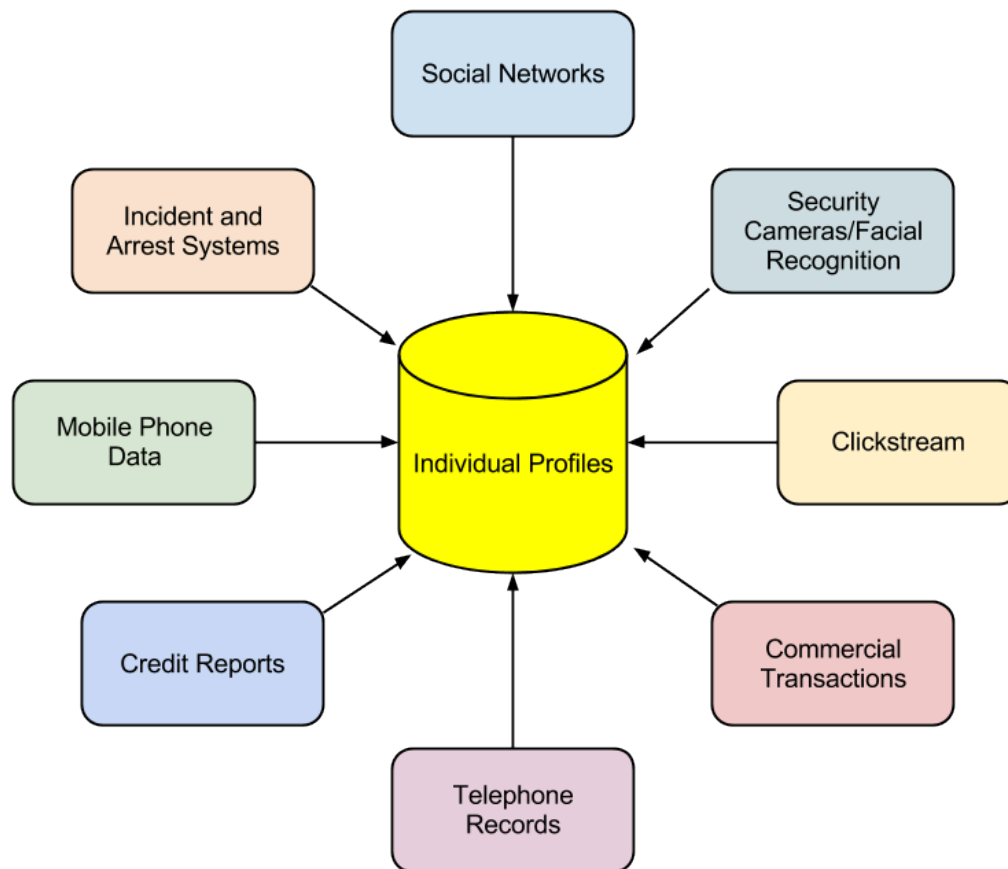 Social Networks
Incident and
Arrest Systems
Security
Cameras/Facial
Recognition
Mobile Phone
Data
Individual Profiles
Clickstream
Credit Reports
Commercial
Transactions
Telephone
Records